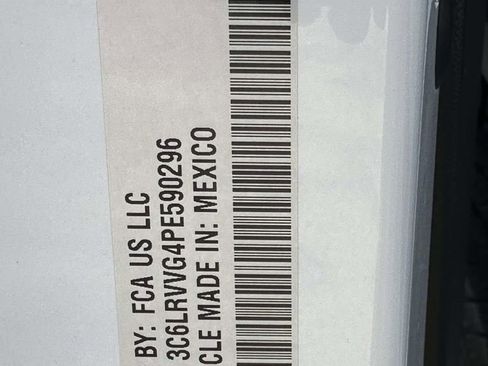 BY: FCA US LLC
3C6LRVVG4PE590296
CLE MADE IN: MEXICO